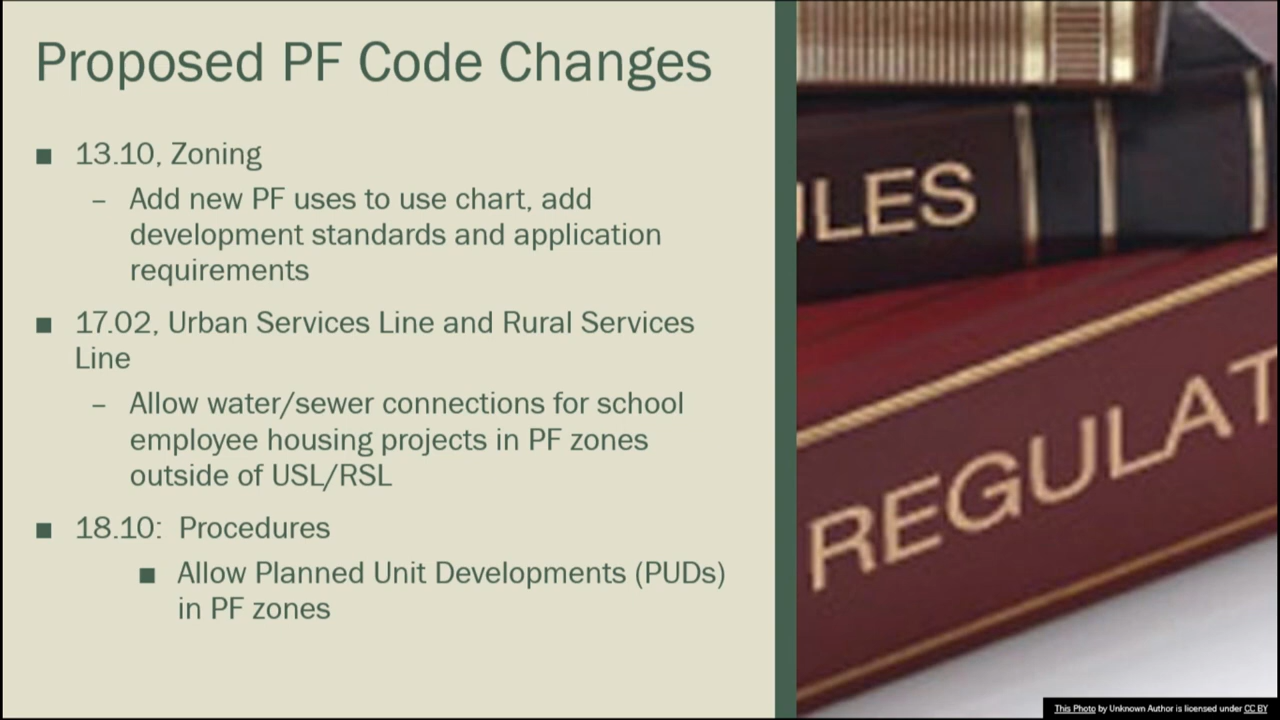 Proposed PF Code Changes
■ 13.10, Zoning
– Add new PF uses to use chart, add
development standards and application
requirements
■ 17.02, Urban Services Line and Rural Services
Line
– Allow water/sewer connections for school
employee housing projects in PF zones
outside of USL/RSL
■ 18.10:  Procedures
■ Allow Planned Unit Developments (PUDs)
in PF zones
ULES
REGULAT
This Photo by Unknown Author is licensed under CC BY